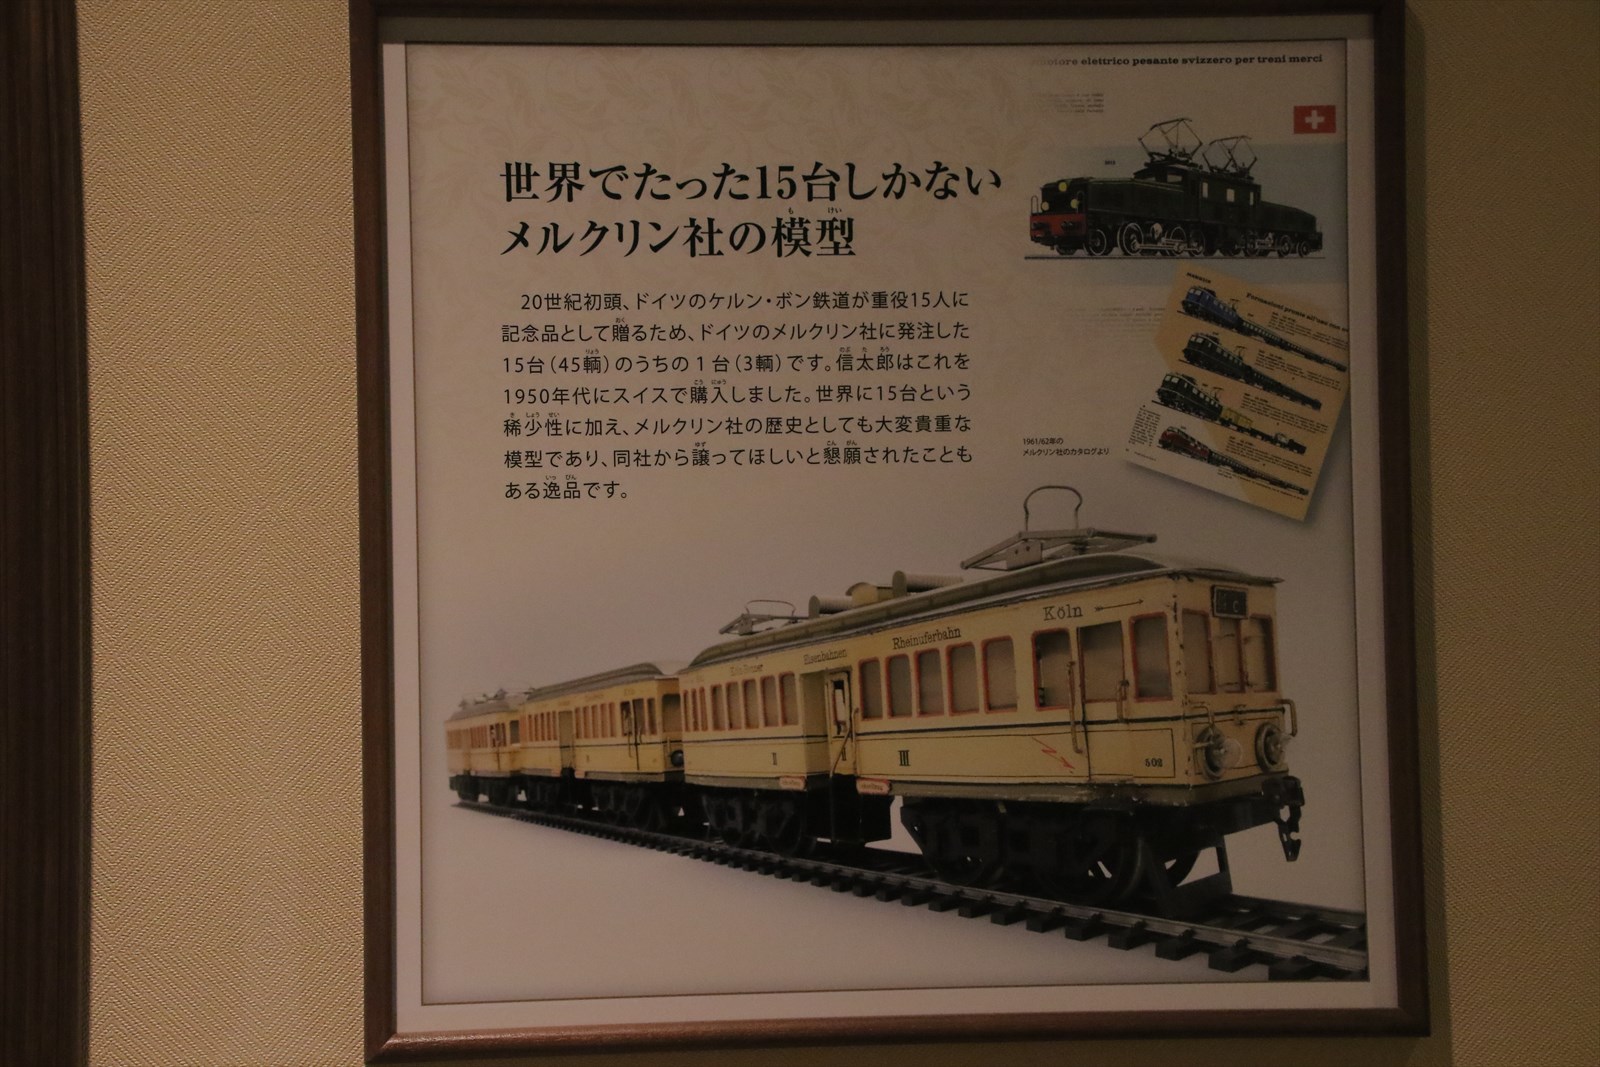 elettrico pesante svizzero per treni merci
世界でたった15台しかない
メルクリン社の模型
20世紀初頭、ドイツのケルン・ボン鉄道が重役15人に
記念品として贈るため、ドイツのメルクリン社に発注した
15台（45輌）のうちの1台（3輌）です。信太郎はこれを
1950年代にスイスで購入しました。世界に15台という
稀少性に加え、メルクリン社の歴史としても大変貴重な
模型であり、同社から譲ってほしいと懇願されたことも
ある逸品です。
1961/62年の
メルクリン社のカタログより
Köln
Rheinuferbahn
Eisenbahnen
II
III
502